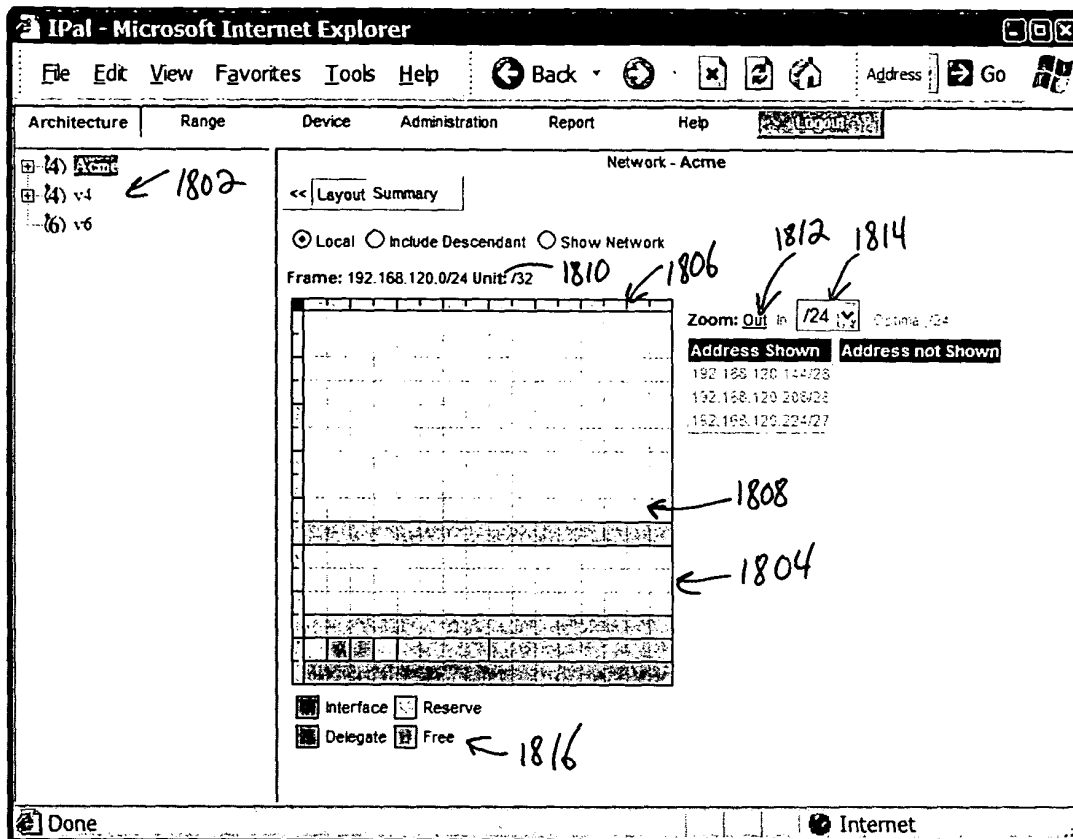 IPal - Microsoft Internet Explorer
File Edit View Favorites Tools Help Back Address Go
Architecture Range Device Administration Report Help Logout
Network - Acme
(4) Acme
(4) v4
(6) v6
1802
<< Layout Summary
Local Include Descendant Show Network
1812 1814
Frame: 192.168.120.0/24 Unit: /32
1810 1806
Zoom: Out In /24 Optima /24
Address Shown Address not Shown
192.168.120.144/28
192.168.120.208/28
192.168.120.224/27
1808
1804
Interface Reserve
Delegate Free
1816
Done Internet